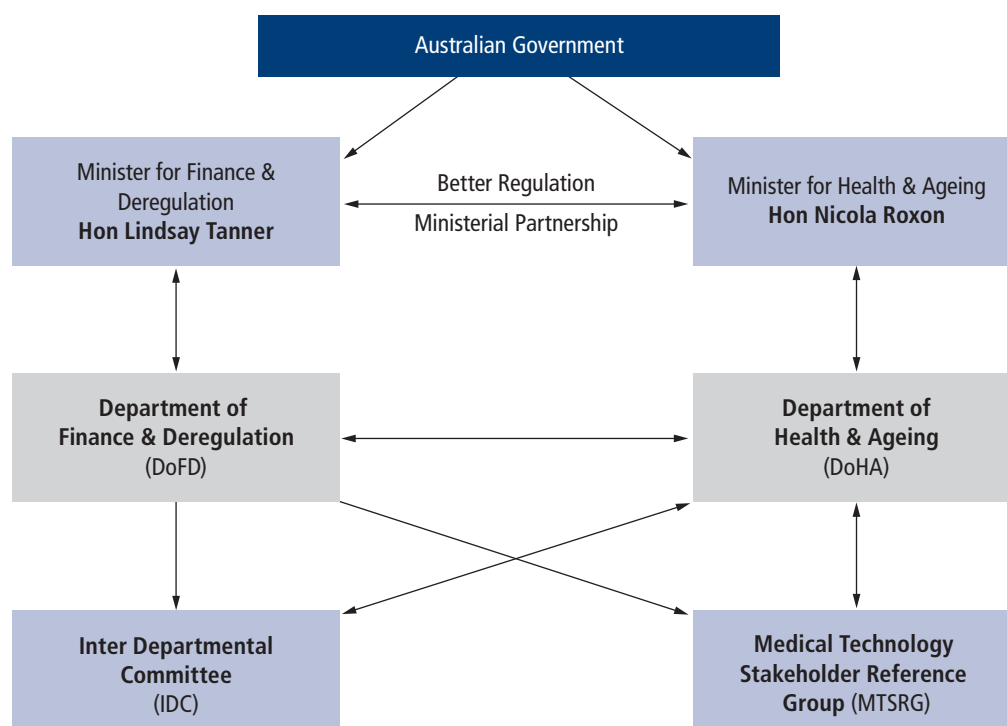 Australian Government
Minister for Finance &
Deregulation
Hon Lindsay Tanner
Better Regulation
Ministerial Partnership
Minister for Health & Ageing
Hon Nicola Roxon
Department of
Finance & Deregulation
(DoFD)
Department of
Health & Ageing
(DoHA)
Inter Departmental
Committee
(IDC)
Medical Technology
Stakeholder Reference
Group (MTSRG)